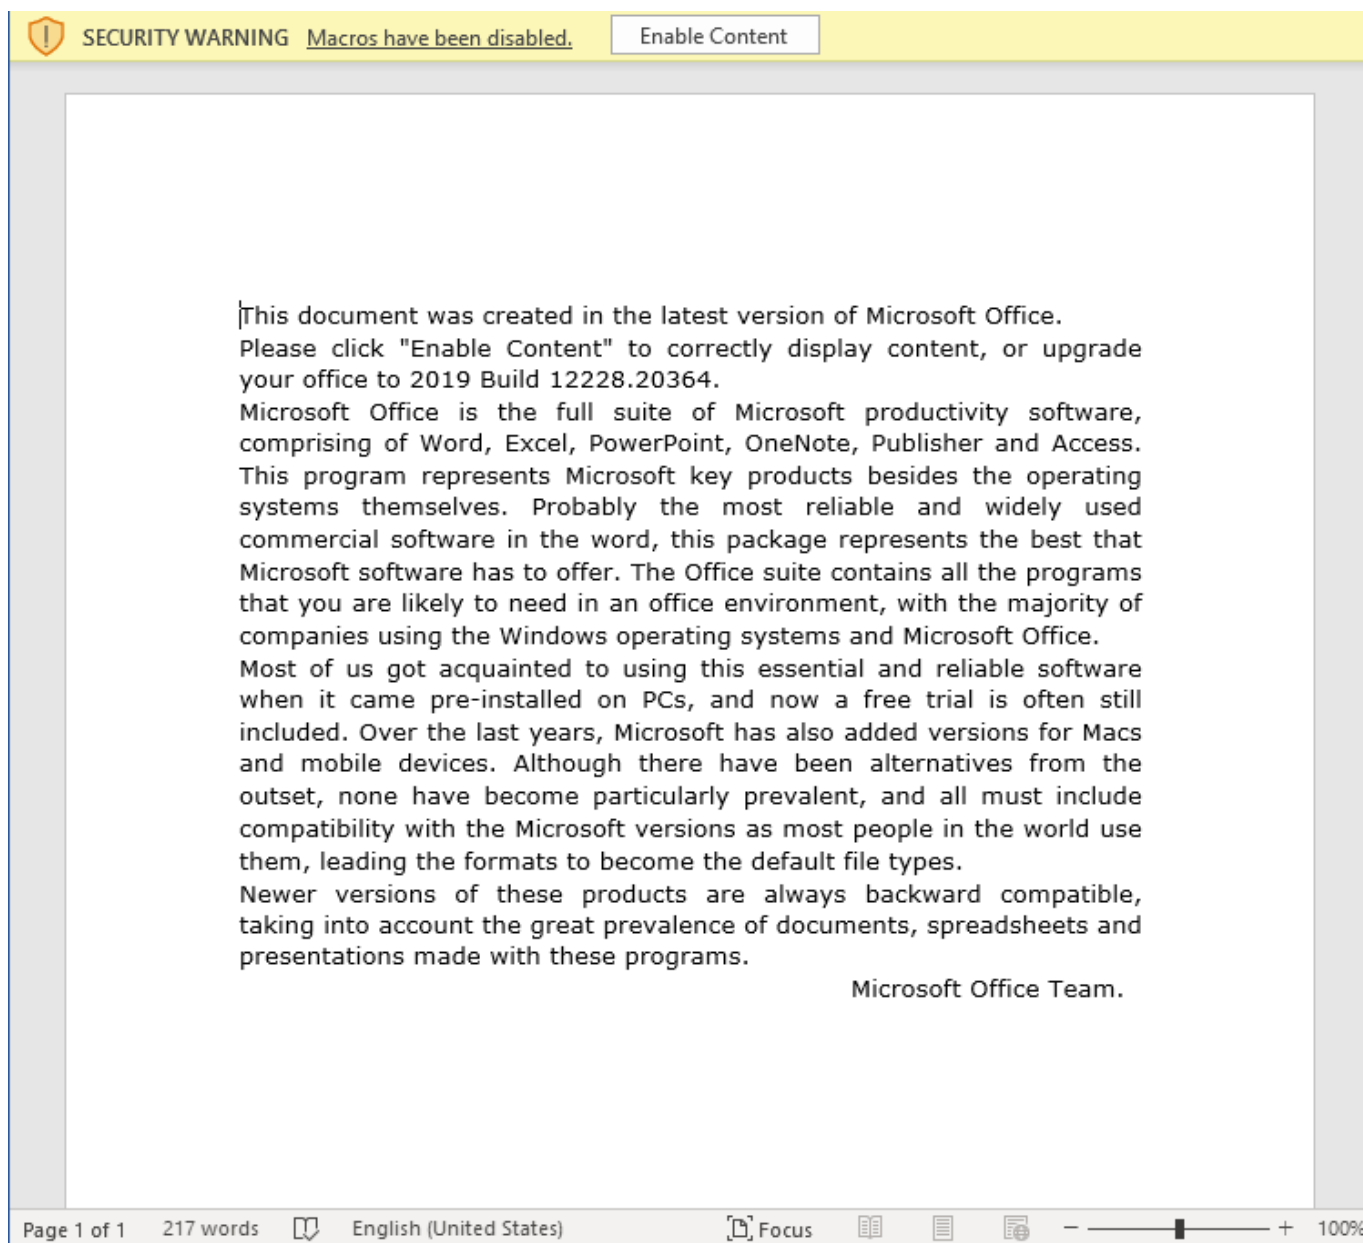 SECURITY WARNING Macros have been disabled. Enable Content
This document was created in the latest version of Microsoft Office.
Please click "Enable Content" to correctly display content, or upgrade
your office to 2019 Build 12228.20364.
Microsoft Office is the full suite of Microsoft productivity software,
comprising of Word, Excel, PowerPoint, OneNote, Publisher and Access.
This program represents Microsoft key products besides the operating
systems themselves. Probably the most reliable and widely used
commercial software in the word, this package represents the best that
Microsoft software has to offer. The Office suite contains all the programs
that you are likely to need in an office environment, with the majority of
companies using the Windows operating systems and Microsoft Office.
Most of us got acquainted to using this essential and reliable software
when it came pre-installed on PCs, and now a free trial is often still
included. Over the last years, Microsoft has also added versions for Macs
and mobile devices. Although there have been alternatives from the
outset, none have become particularly prevalent, and all must include
compatibility with the Microsoft versions as most people in the world use
them, leading the formats to become the default file types.
Newer versions of these products are always backward compatible,
taking into account the great prevalence of documents, spreadsheets and
presentations made with these programs.
Microsoft Office Team.
Page 1 of 1 217 words English (United States) Focus 100%